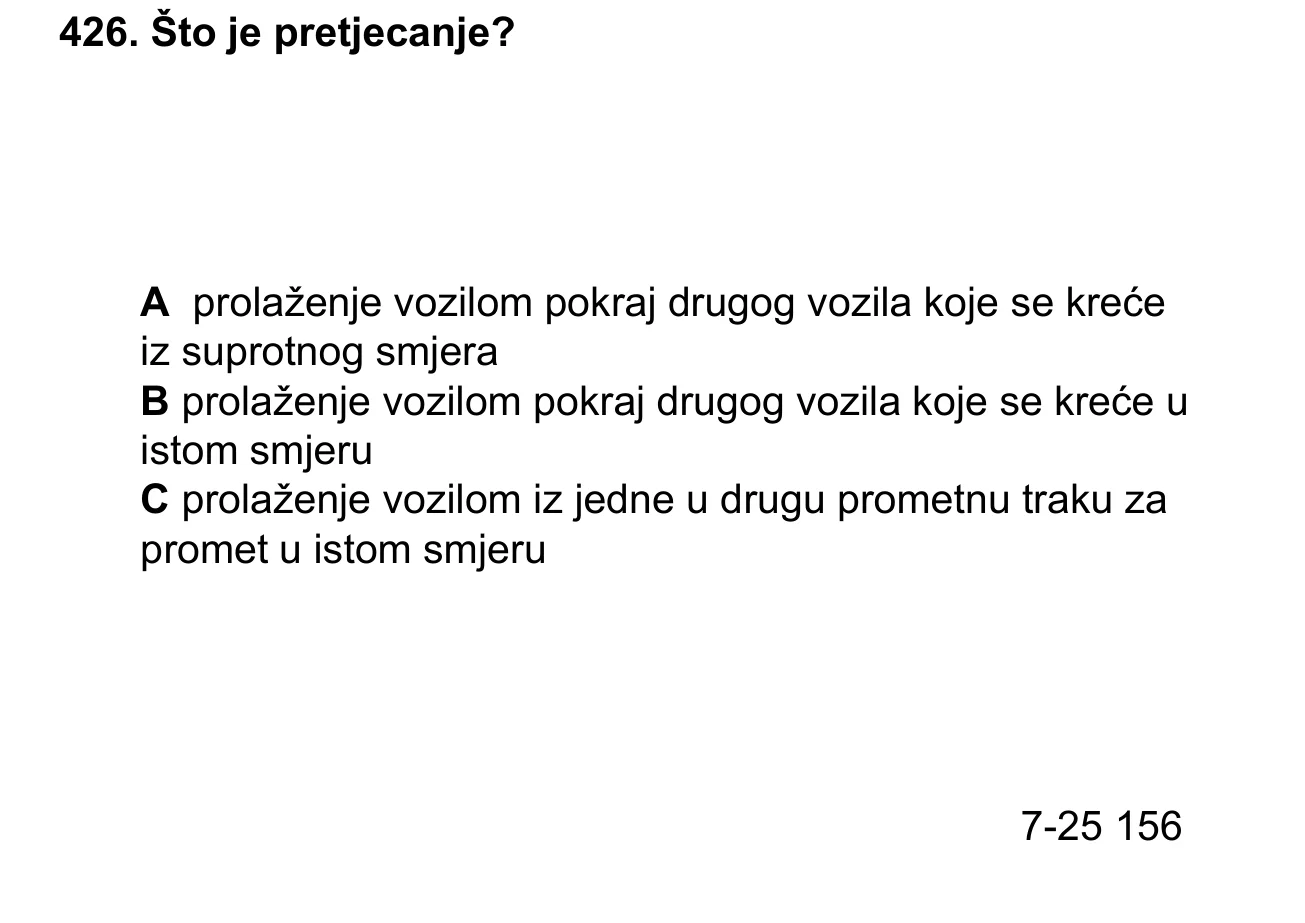 426. Što je pretjecanje?
A prolaženje vozilom pokraj drugog vozila koje se kreće
iz suprotnog smjera
B prolaženje vozilom pokraj drugog vozila koje se kreće u
istom smjeru
C prolaženje vozilom iz jedne u drugu prometnu traku za
promet u istom smjeru
7-25 156